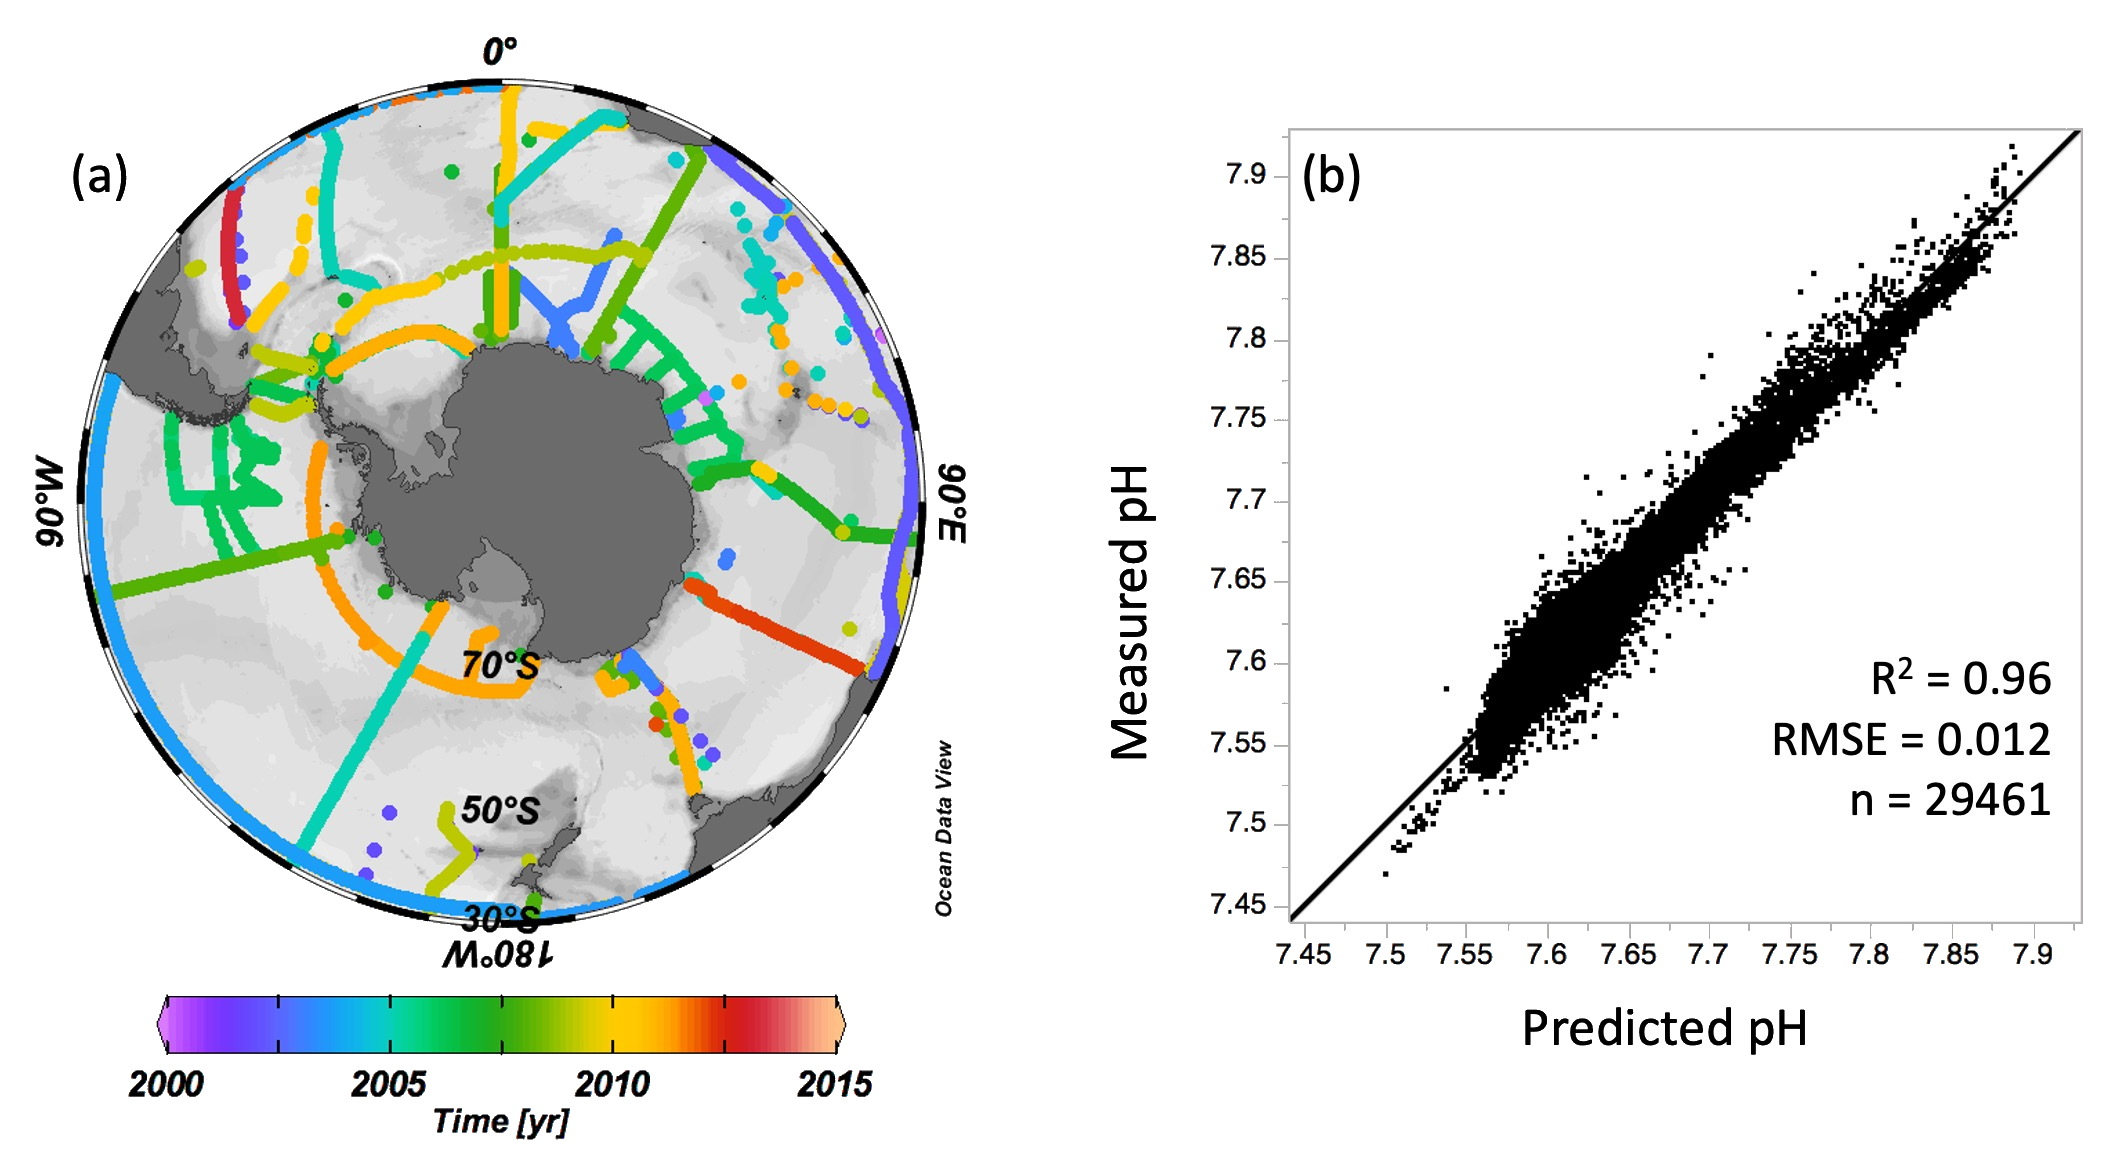 (a)
0°
90°W
90°E
70°S
50°S
30°S
180°W
Ocean Data View
2000 2005 2010 2015
Time [yr]
(b)
Measured pH
7.9
7.85
7.8
7.75
7.7
7.65
7.6
7.55
7.5
7.45
R² = 0.96
RMSE = 0.012
n = 29461
7.45 7.5 7.55 7.6 7.65 7.7 7.75 7.8 7.85 7.9
Predicted pH